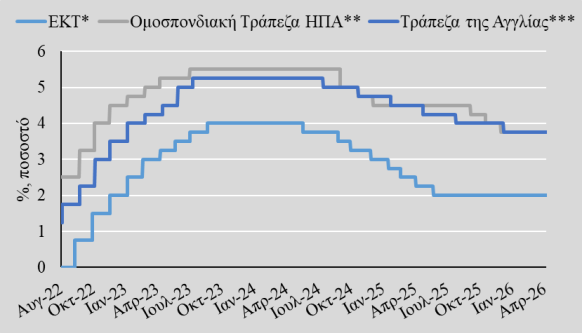 ΕΚΤ* Ομοσπονδιακή Τράπεζα ΗΠΑ** Τράπεζα της Αγγλίας***
%, ποσοστό
6
5
4
3
2
1
0
Αυγ-22 Οκτ-22 Ιαν-23 Απρ-23 Ιουλ-23 Οκτ-23 Ιαν-24 Απρ-24 Ιουλ-24 Οκτ-24 Ιαν-25 Απρ-25 Ιουλ-25 Οκτ-25 Ιαν-26 Απρ-26